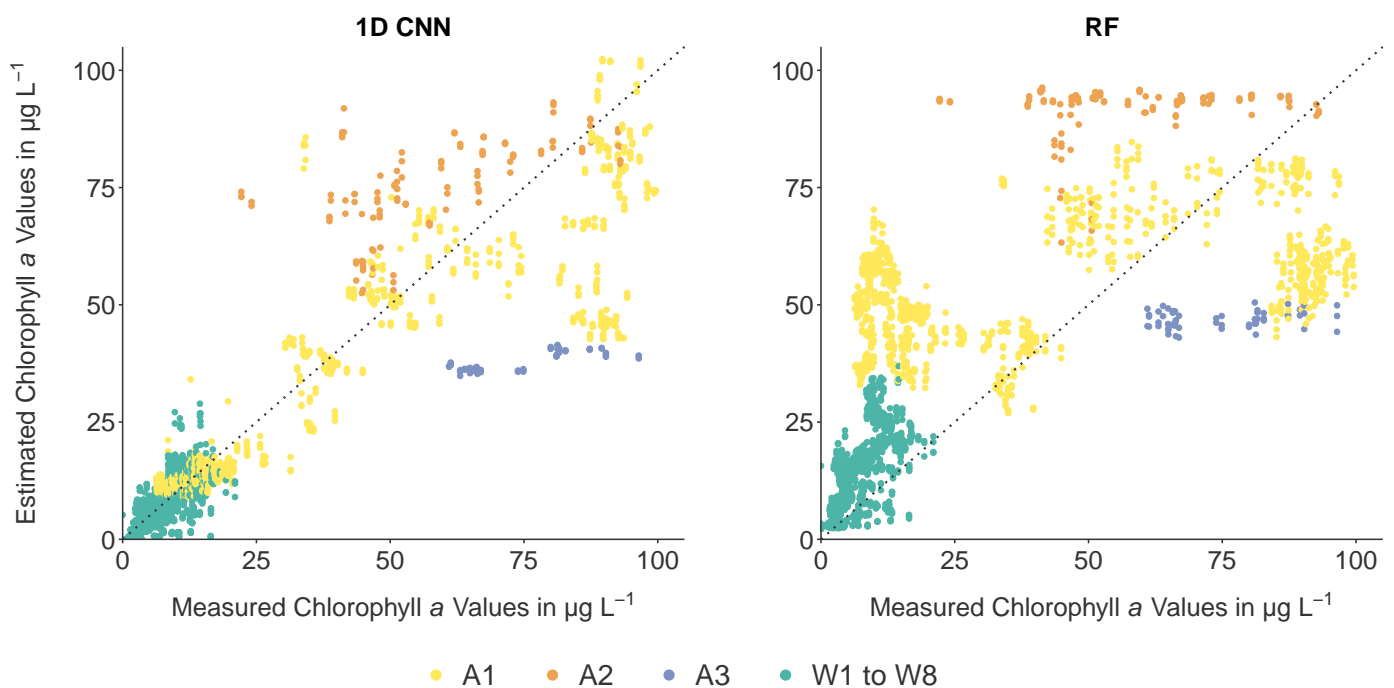 1D CNN
RF
Estimated Chlorophyll a Values in µg L⁻¹
100
75
50
25
0
0 25 50 75 100
Measured Chlorophyll a Values in µg L⁻¹
100
75
50
25
0
0 25 50 75 100
Measured Chlorophyll a Values in µg L⁻¹
A1 A2 A3 W1 to W8